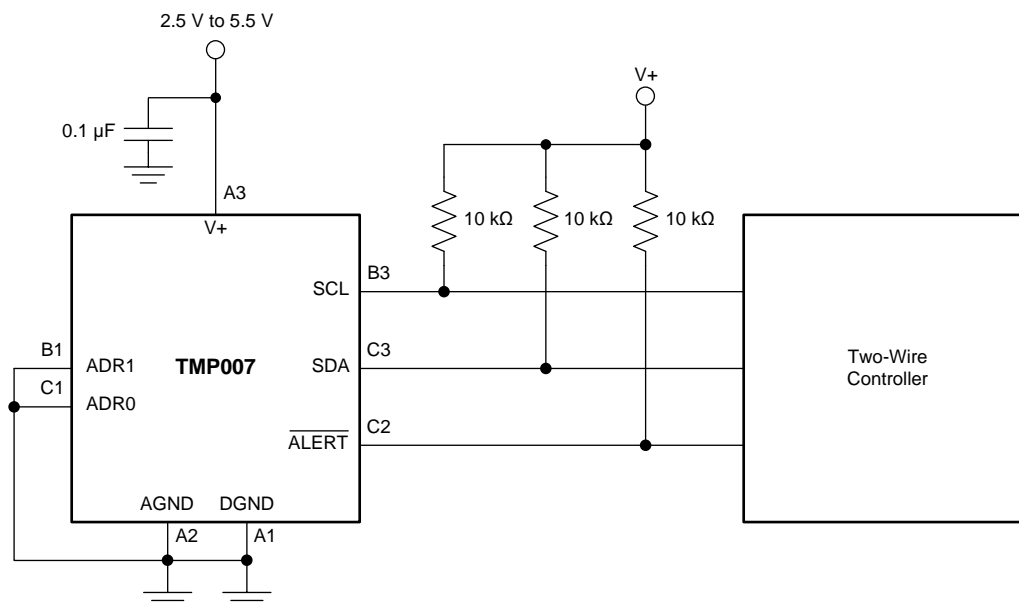 2.5 V to 5.5 V
V+
0.1 µF
A3
10 kΩ
10 kΩ
10 kΩ
V+
B3
SCL
B1
C3
ADR1
TMP007
SDA
Two-Wire
Controller
C1
ADR0
C2
ALERT
AGND
DGND
A2
A1